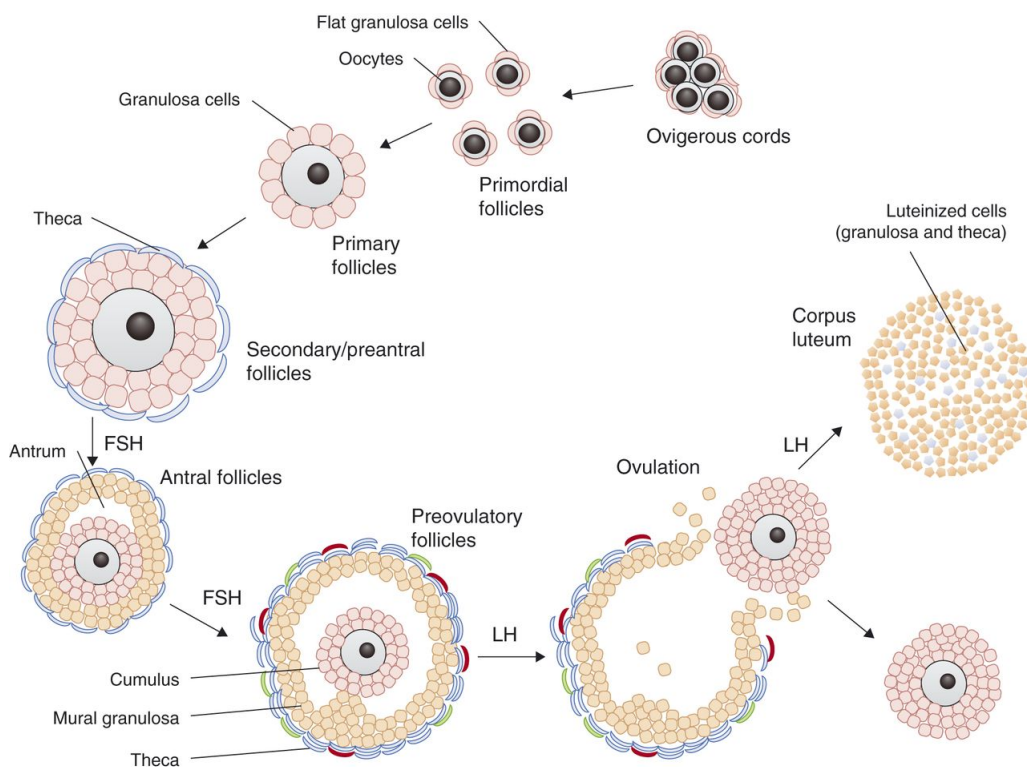 Flat granulosa cells
Oocytes
Granulosa cells
Ovigerous cords
Primordial
follicles
Theca
Primary
follicles
Luteinized cells
(granulosa and theca)
Corpus
luteum
Secondary/preantral
follicles
FSH
Antrum
Antral follicles
LH
Ovulation
Preovulatory
follicles
FSH
LH
Cumulus
Mural granulosa
Theca